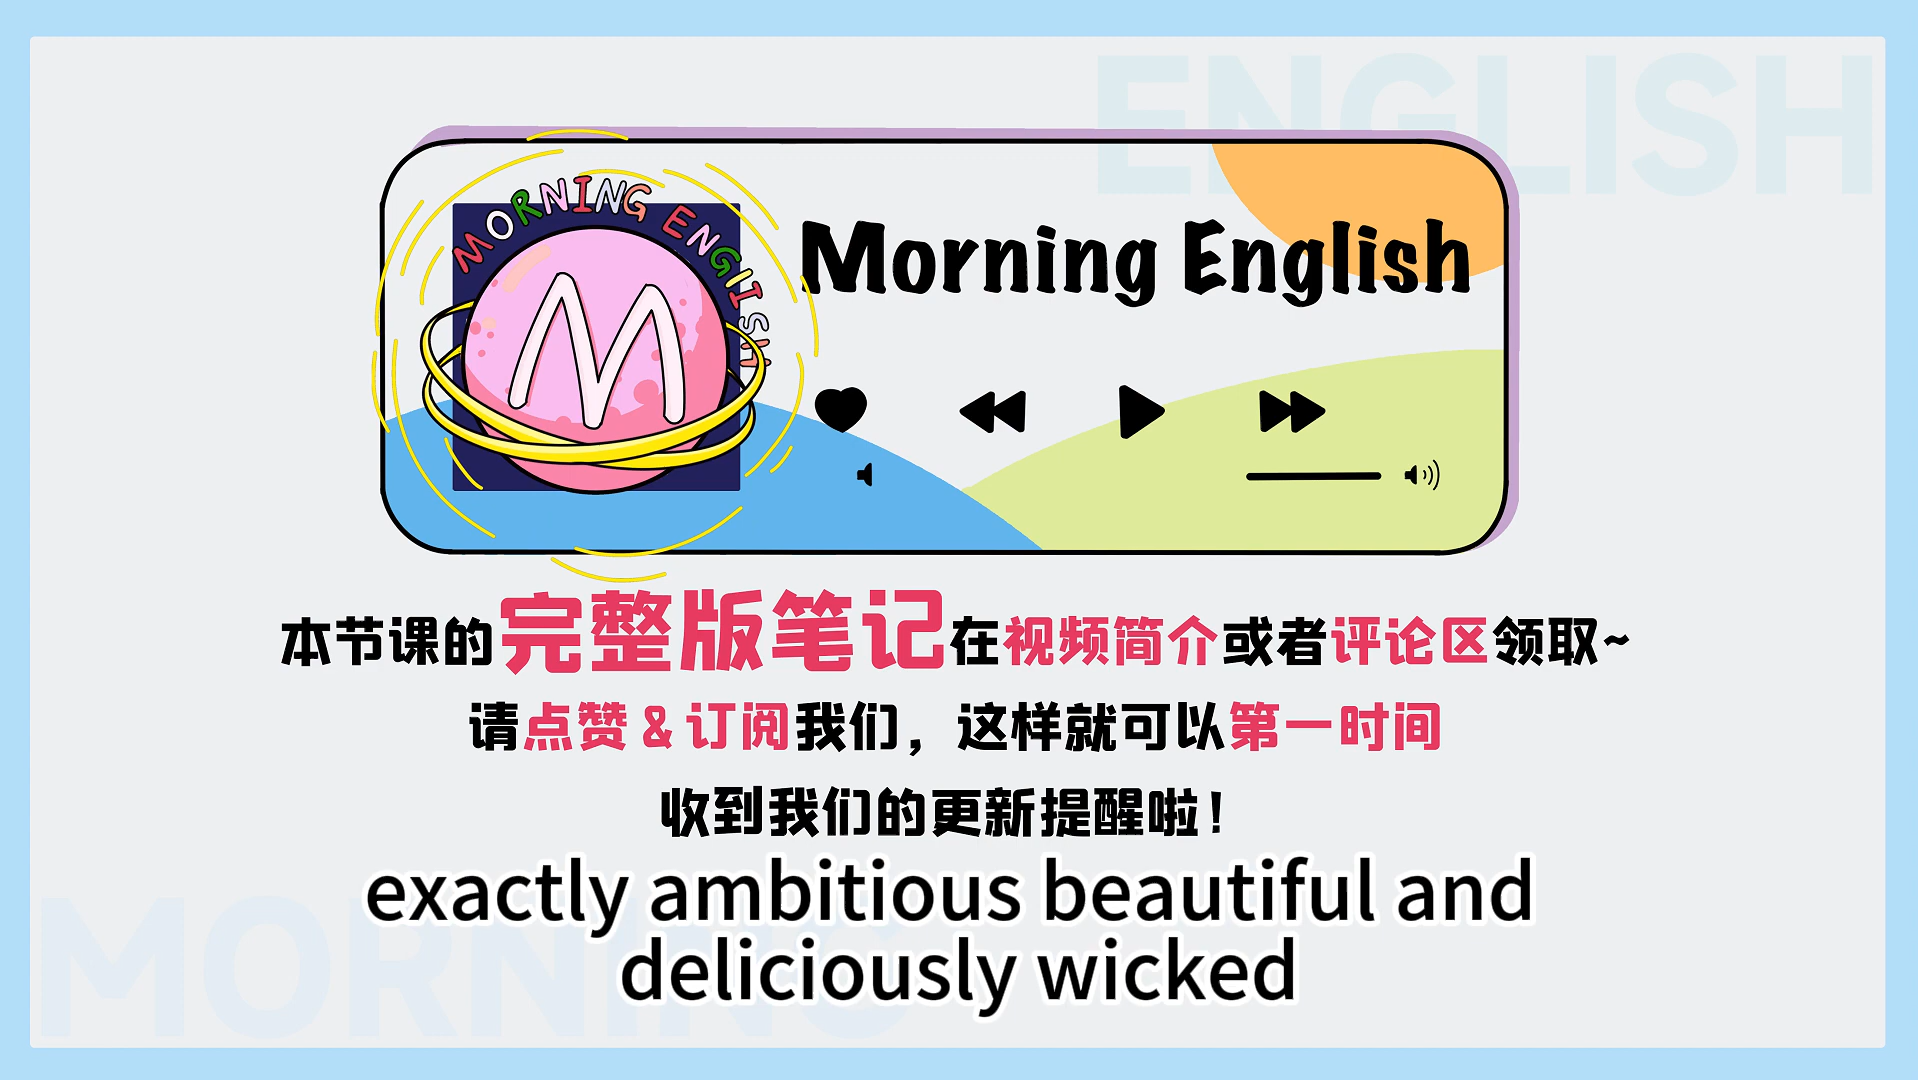 ENGLISH
MORNING ENGLISH
M
Morning English
本节课的完整版笔记在视频简介或者评论区领取~
请点赞&订阅我们，这样就可以第一时间
收到我们的更新提醒啦！
MORNING
exactly ambitious beautiful and
deliciously wicked